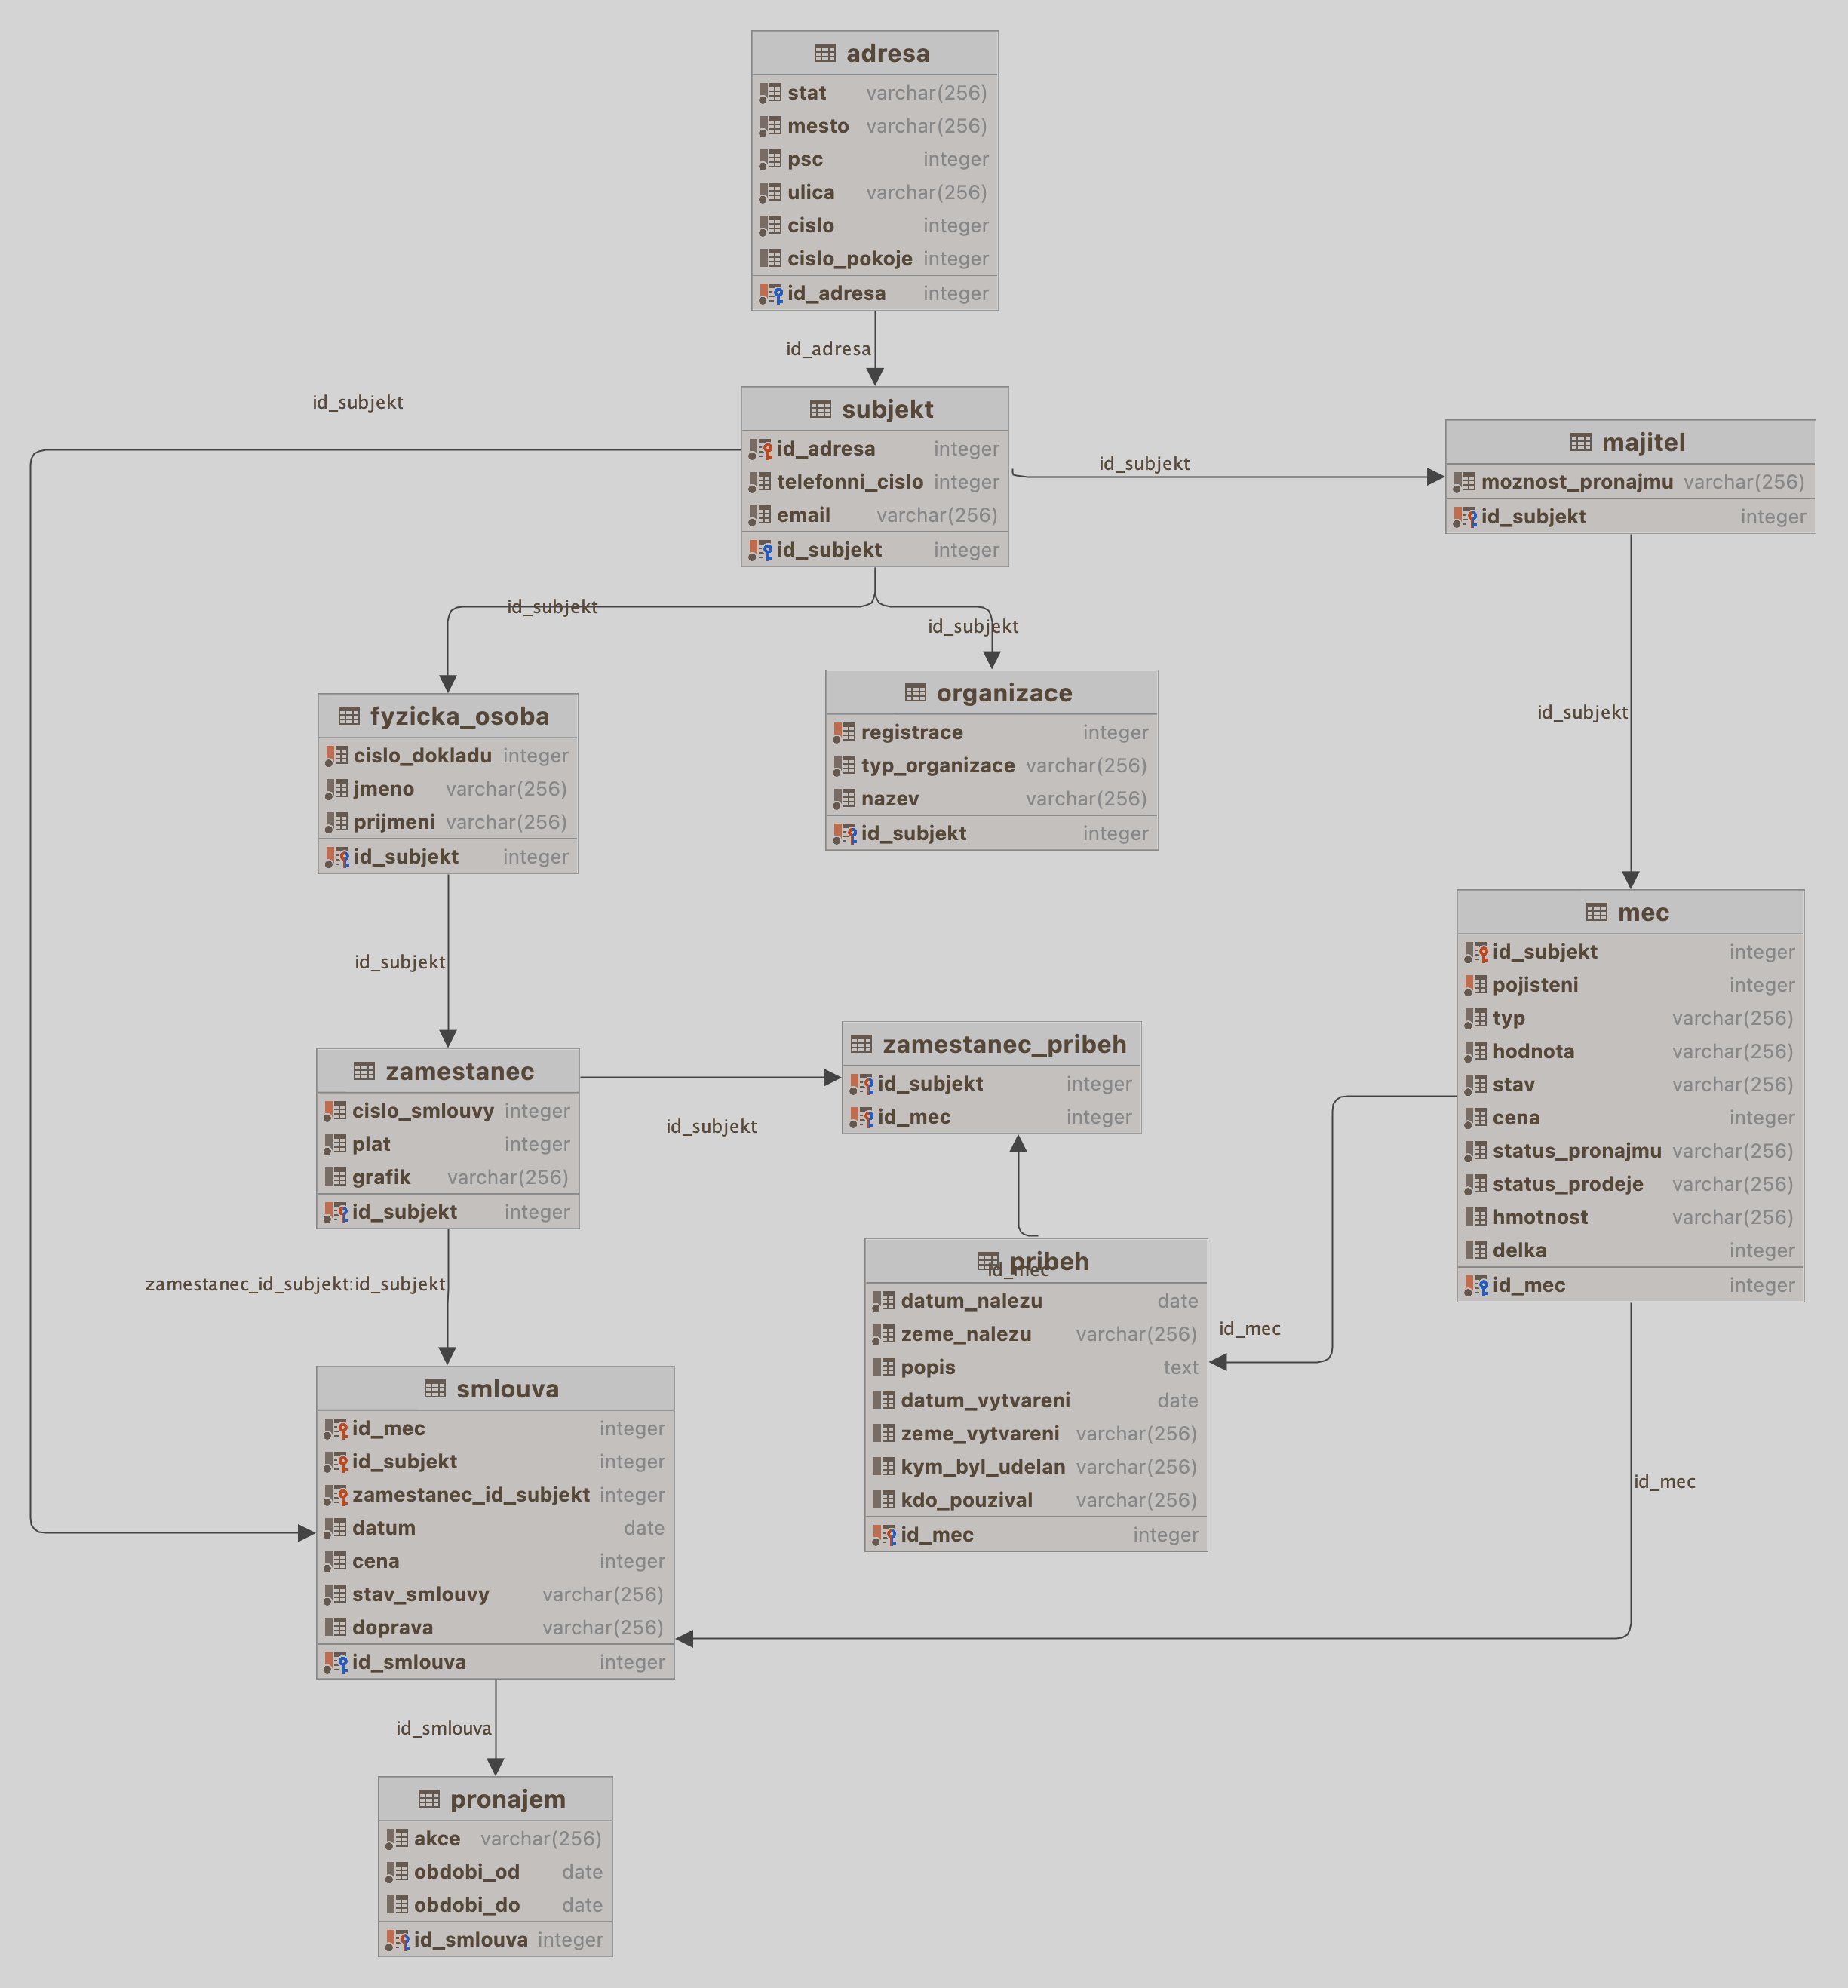 adresa
stat varchar(256)
mesto varchar(256)
psc integer
ulica varchar(256)
cislo integer
cislo_pokoje integer
id_adresa integer
id_adresa
id_subjekt
subjekt
id_adresa integer
telefonni_cislo integer
email varchar(256)
id_subjekt integer
id_subjekt
majitel
moznost_pronajmu varchar(256)
id_subjekt integer
id_subjekt
id_subjekt
id_subjekt
fyzicka_osoba
cislo_dokladu integer
jmeno varchar(256)
prijmeni varchar(256)
id_subjekt integer
organizace
registrace integer
typ_organizace varchar(256)
nazev varchar(256)
id_subjekt integer
mec
id_subjekt integer
pojisteni integer
typ varchar(256)
hodnota varchar(256)
stav varchar(256)
cena integer
status_pronajmu varchar(256)
status_prodeje varchar(256)
hmotnost varchar(256)
delka integer
id_mec integer
id_subjekt
zamestanec
cislo_smlouvy integer
plat integer
grafik varchar(256)
id_subjekt integer
id_subjekt
zamestanec_pribeh
id_subjekt integer
id_mec integer
pribeh
id_mec
datum_nalezu date
zeme_nalezu varchar(256)
popis text
datum_vytvareni date
zeme_vytvareni varchar(256)
kym_byl_udelan varchar(256)
kdo_pouzival varchar(256)
id_mec integer
id_mec
id_mec
zamestanec_id_subjekt:id_subjekt
smlouva
id_mec integer
id_subjekt integer
zamestanec_id_subjekt integer
datum date
cena integer
stav_smlouvy varchar(256)
doprava varchar(256)
id_smlouva integer
id_smlouva
pronajem
akce varchar(256)
obdobi_od date
obdobi_do date
id_smlouva integer